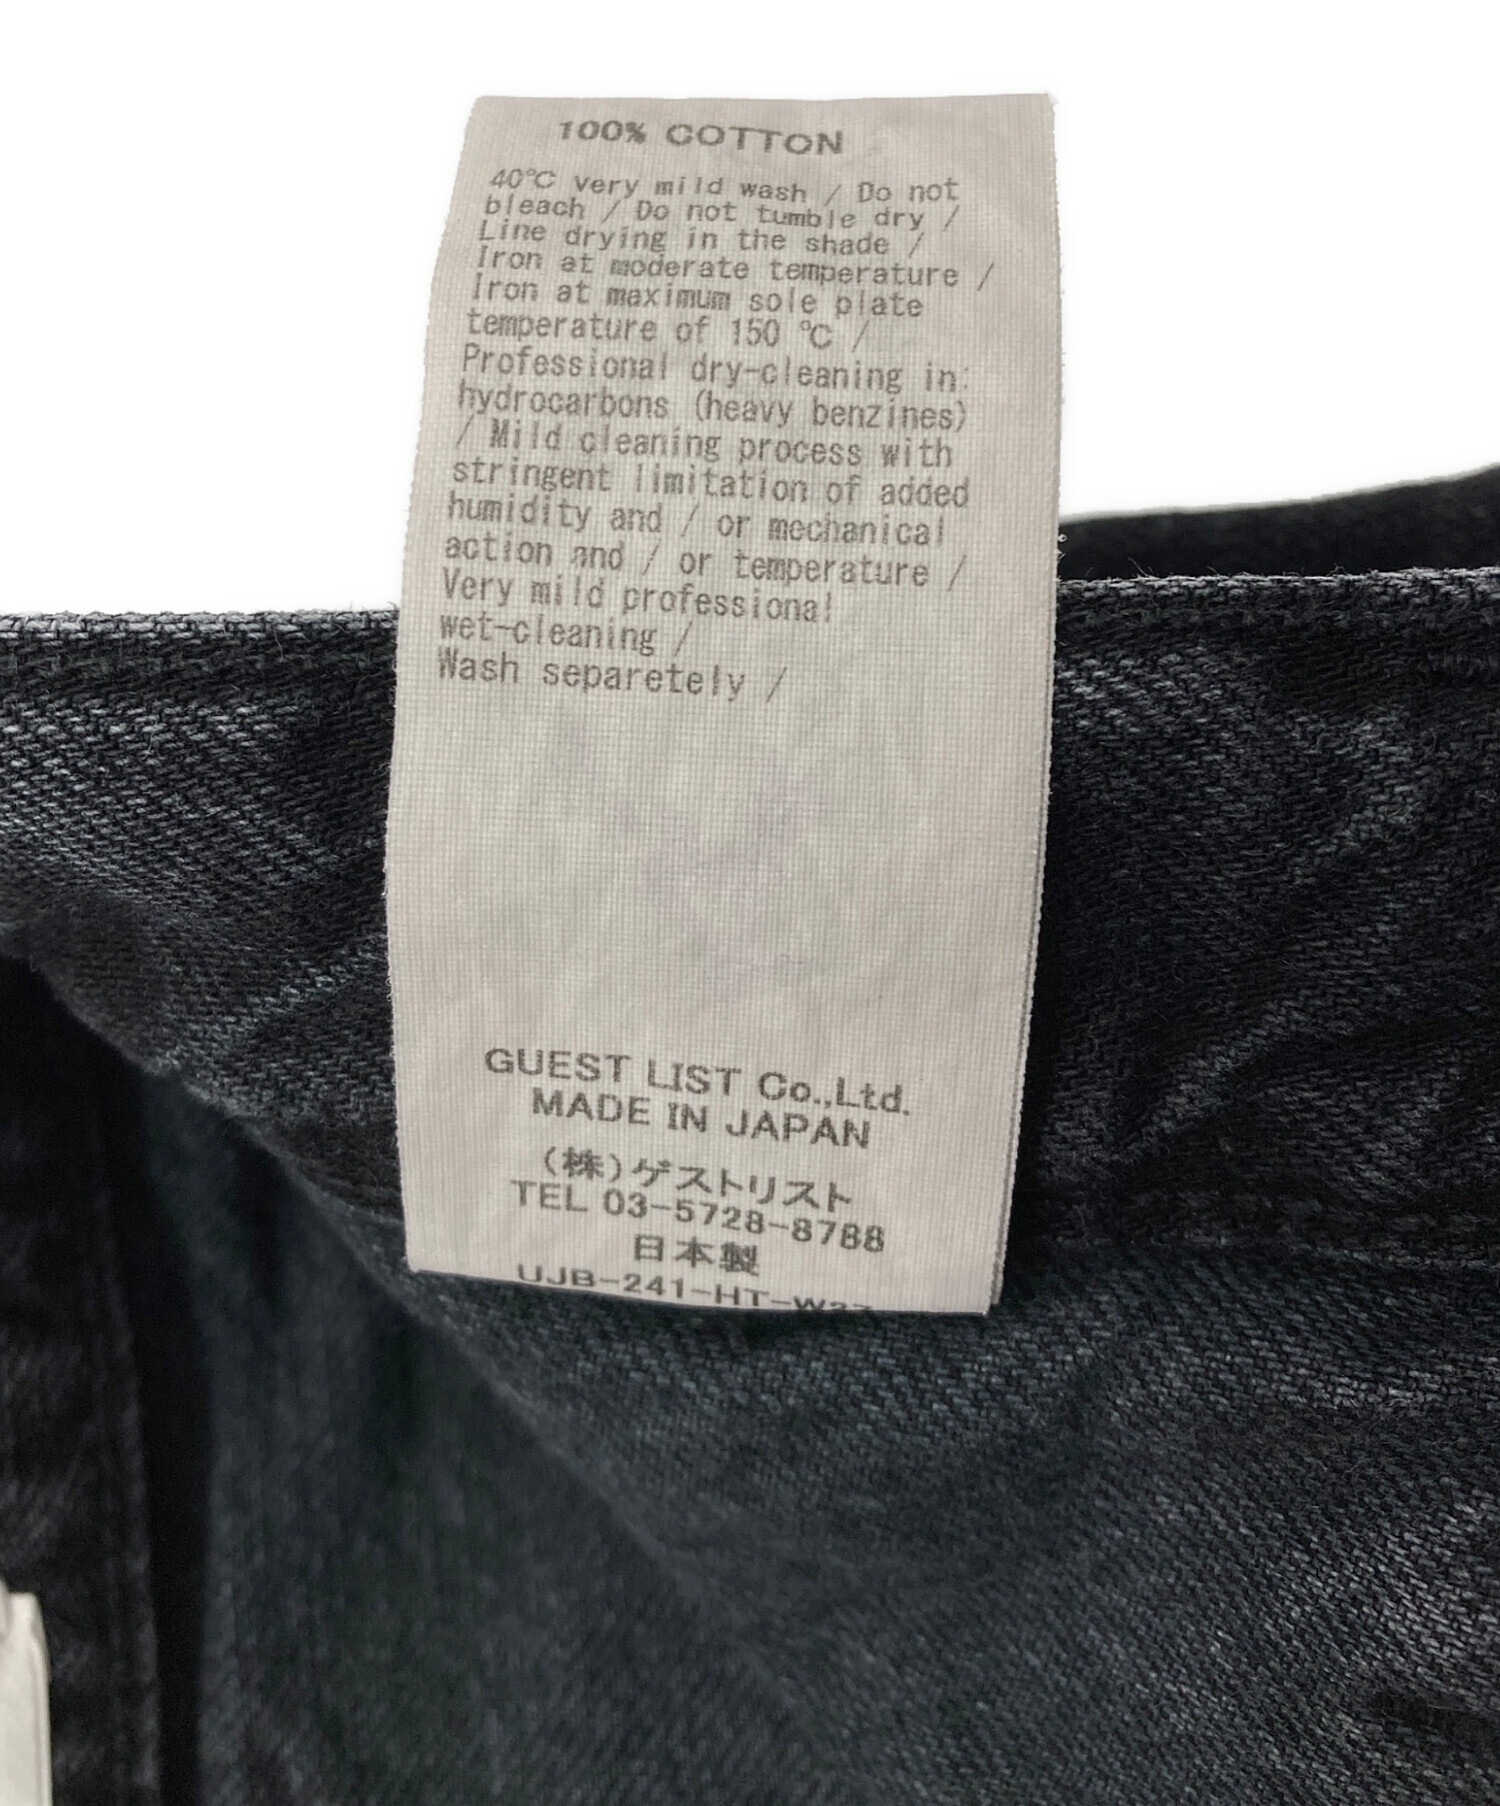 100% COTTON
40℃ Very mild wash / Do not
bleach / Do not tumble dry /
Line drying in the shade /
Iron at moderate temperature /
Iron at maximum sole plate
temperature of 150 ℃ /
Professional dry-cleaning in:
hydrocarbons (heavy benzines)
/ Mild cleaning process with
stringent limitation of added
humidity and / or mechanical
action and / or temperature /
Very mild professional
wet-cleaning /
Wash separetely /
GUEST LIST Co.,Ltd.
MADE IN JAPAN
(株)ゲストリスト
TEL 03-5728-8788
日本製
UJB-241-HT-